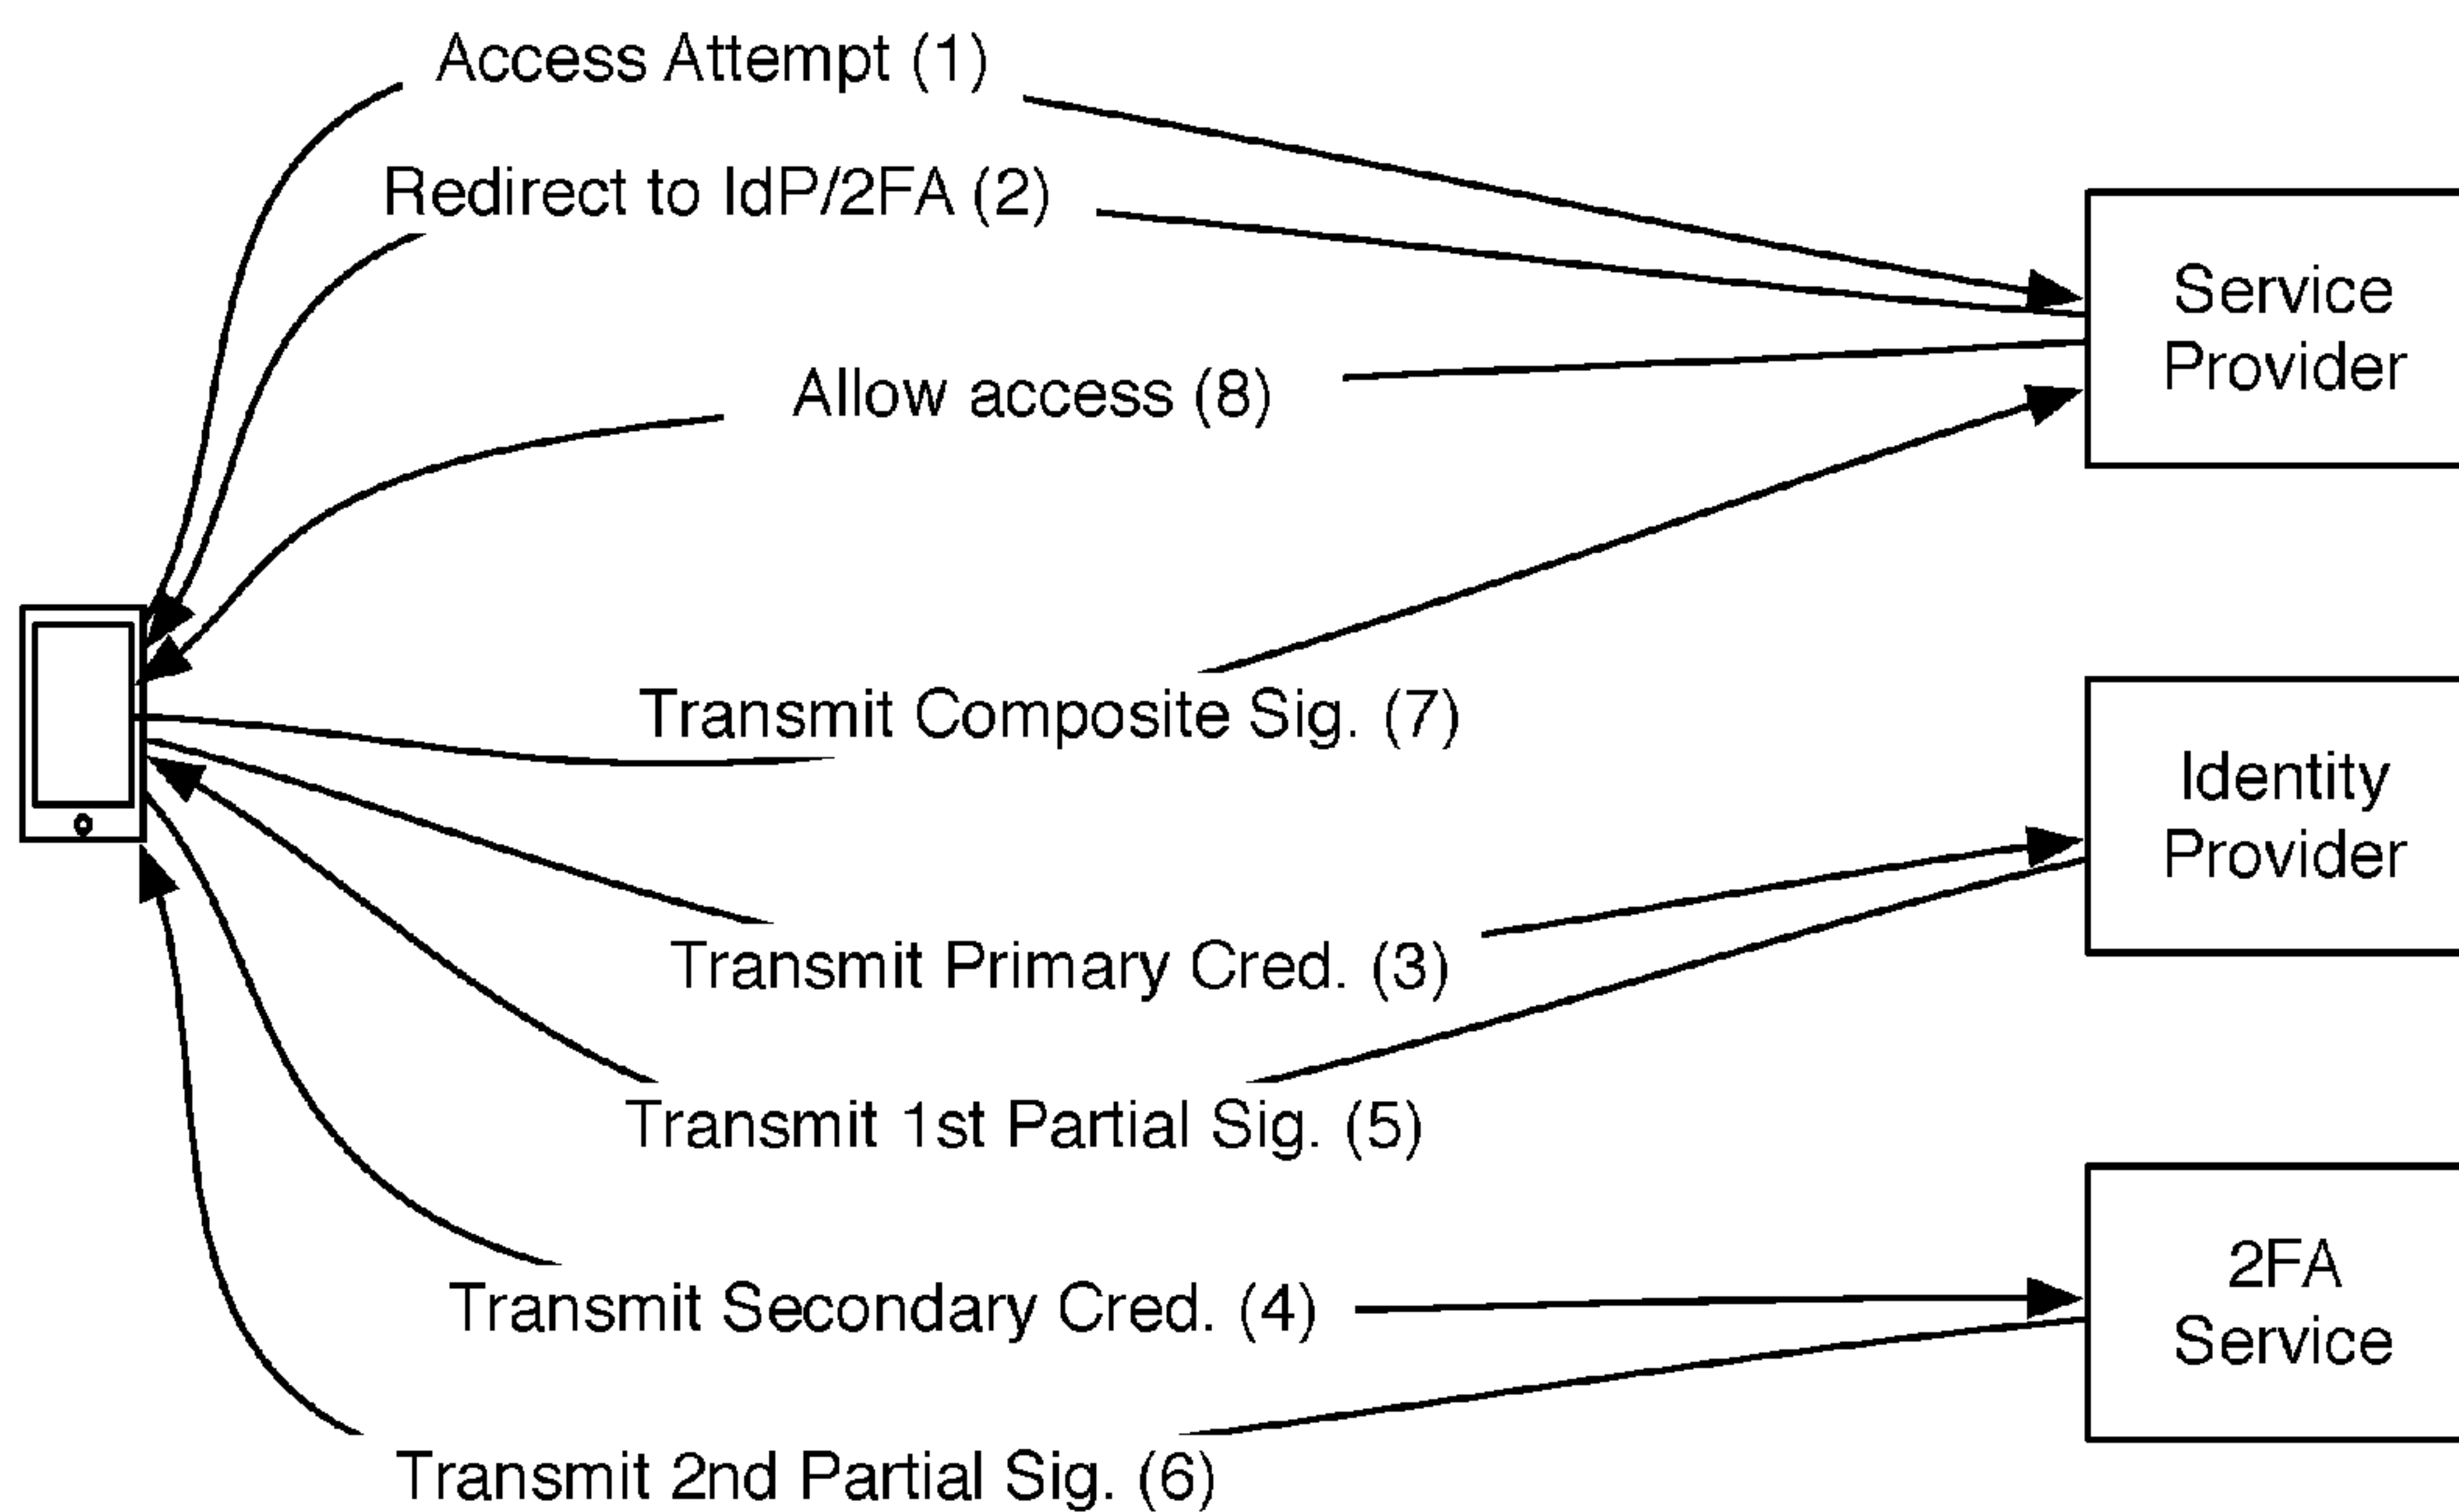 Access Attempt (1)
Redirect to IdP/2FA (2)
Service
Provider
Allow access (8)
Transmit Composite Sig. (7)
Identity
Provider
Transmit Primary Cred. (3)
Transmit 1st Partial Sig. (5)
2FA
Service
Transmit Secondary Cred. (4)
Transmit 2nd Partial Sig. (6)